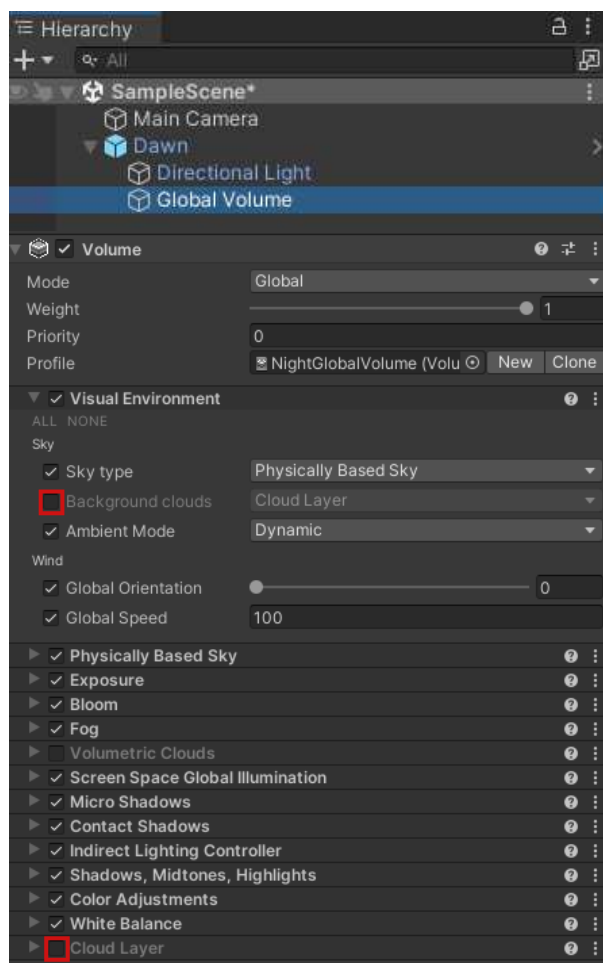 Hierarchy
All
SampleScene*
Main Camera
Dawn
Directional Light
Global Volume
Volume
Mode Global
Weight 1
Priority 0
Profile NightGlobalVolume (Volu New Clone
Visual Environment
ALL NONE
Sky
Sky type Physically Based Sky
Background clouds Cloud Layer
Ambient Mode Dynamic
Wind
Global Orientation 0
Global Speed 100
Physically Based Sky
Exposure
Bloom
Fog
Volumetric Clouds
Screen Space Global Illumination
Micro Shadows
Contact Shadows
Indirect Lighting Controller
Shadows, Midtones, Highlights
Color Adjustments
White Balance
Cloud Layer